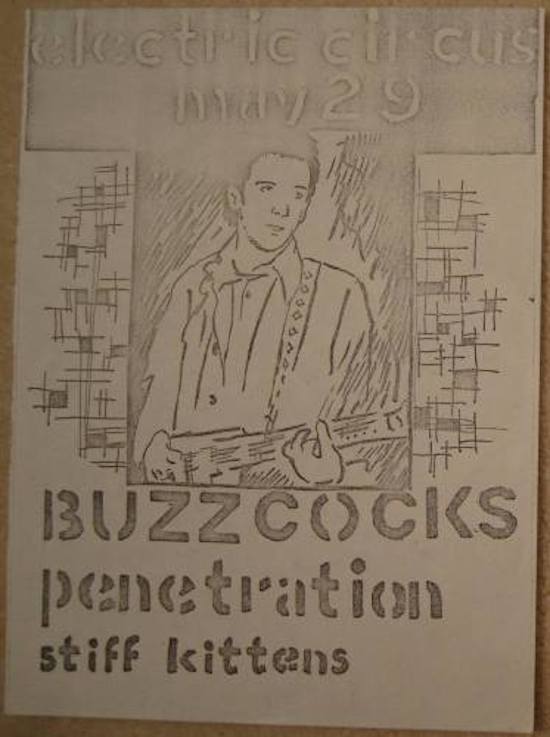 electric circus
may 29
BUZZCOCKS
penetration
stiff kittens